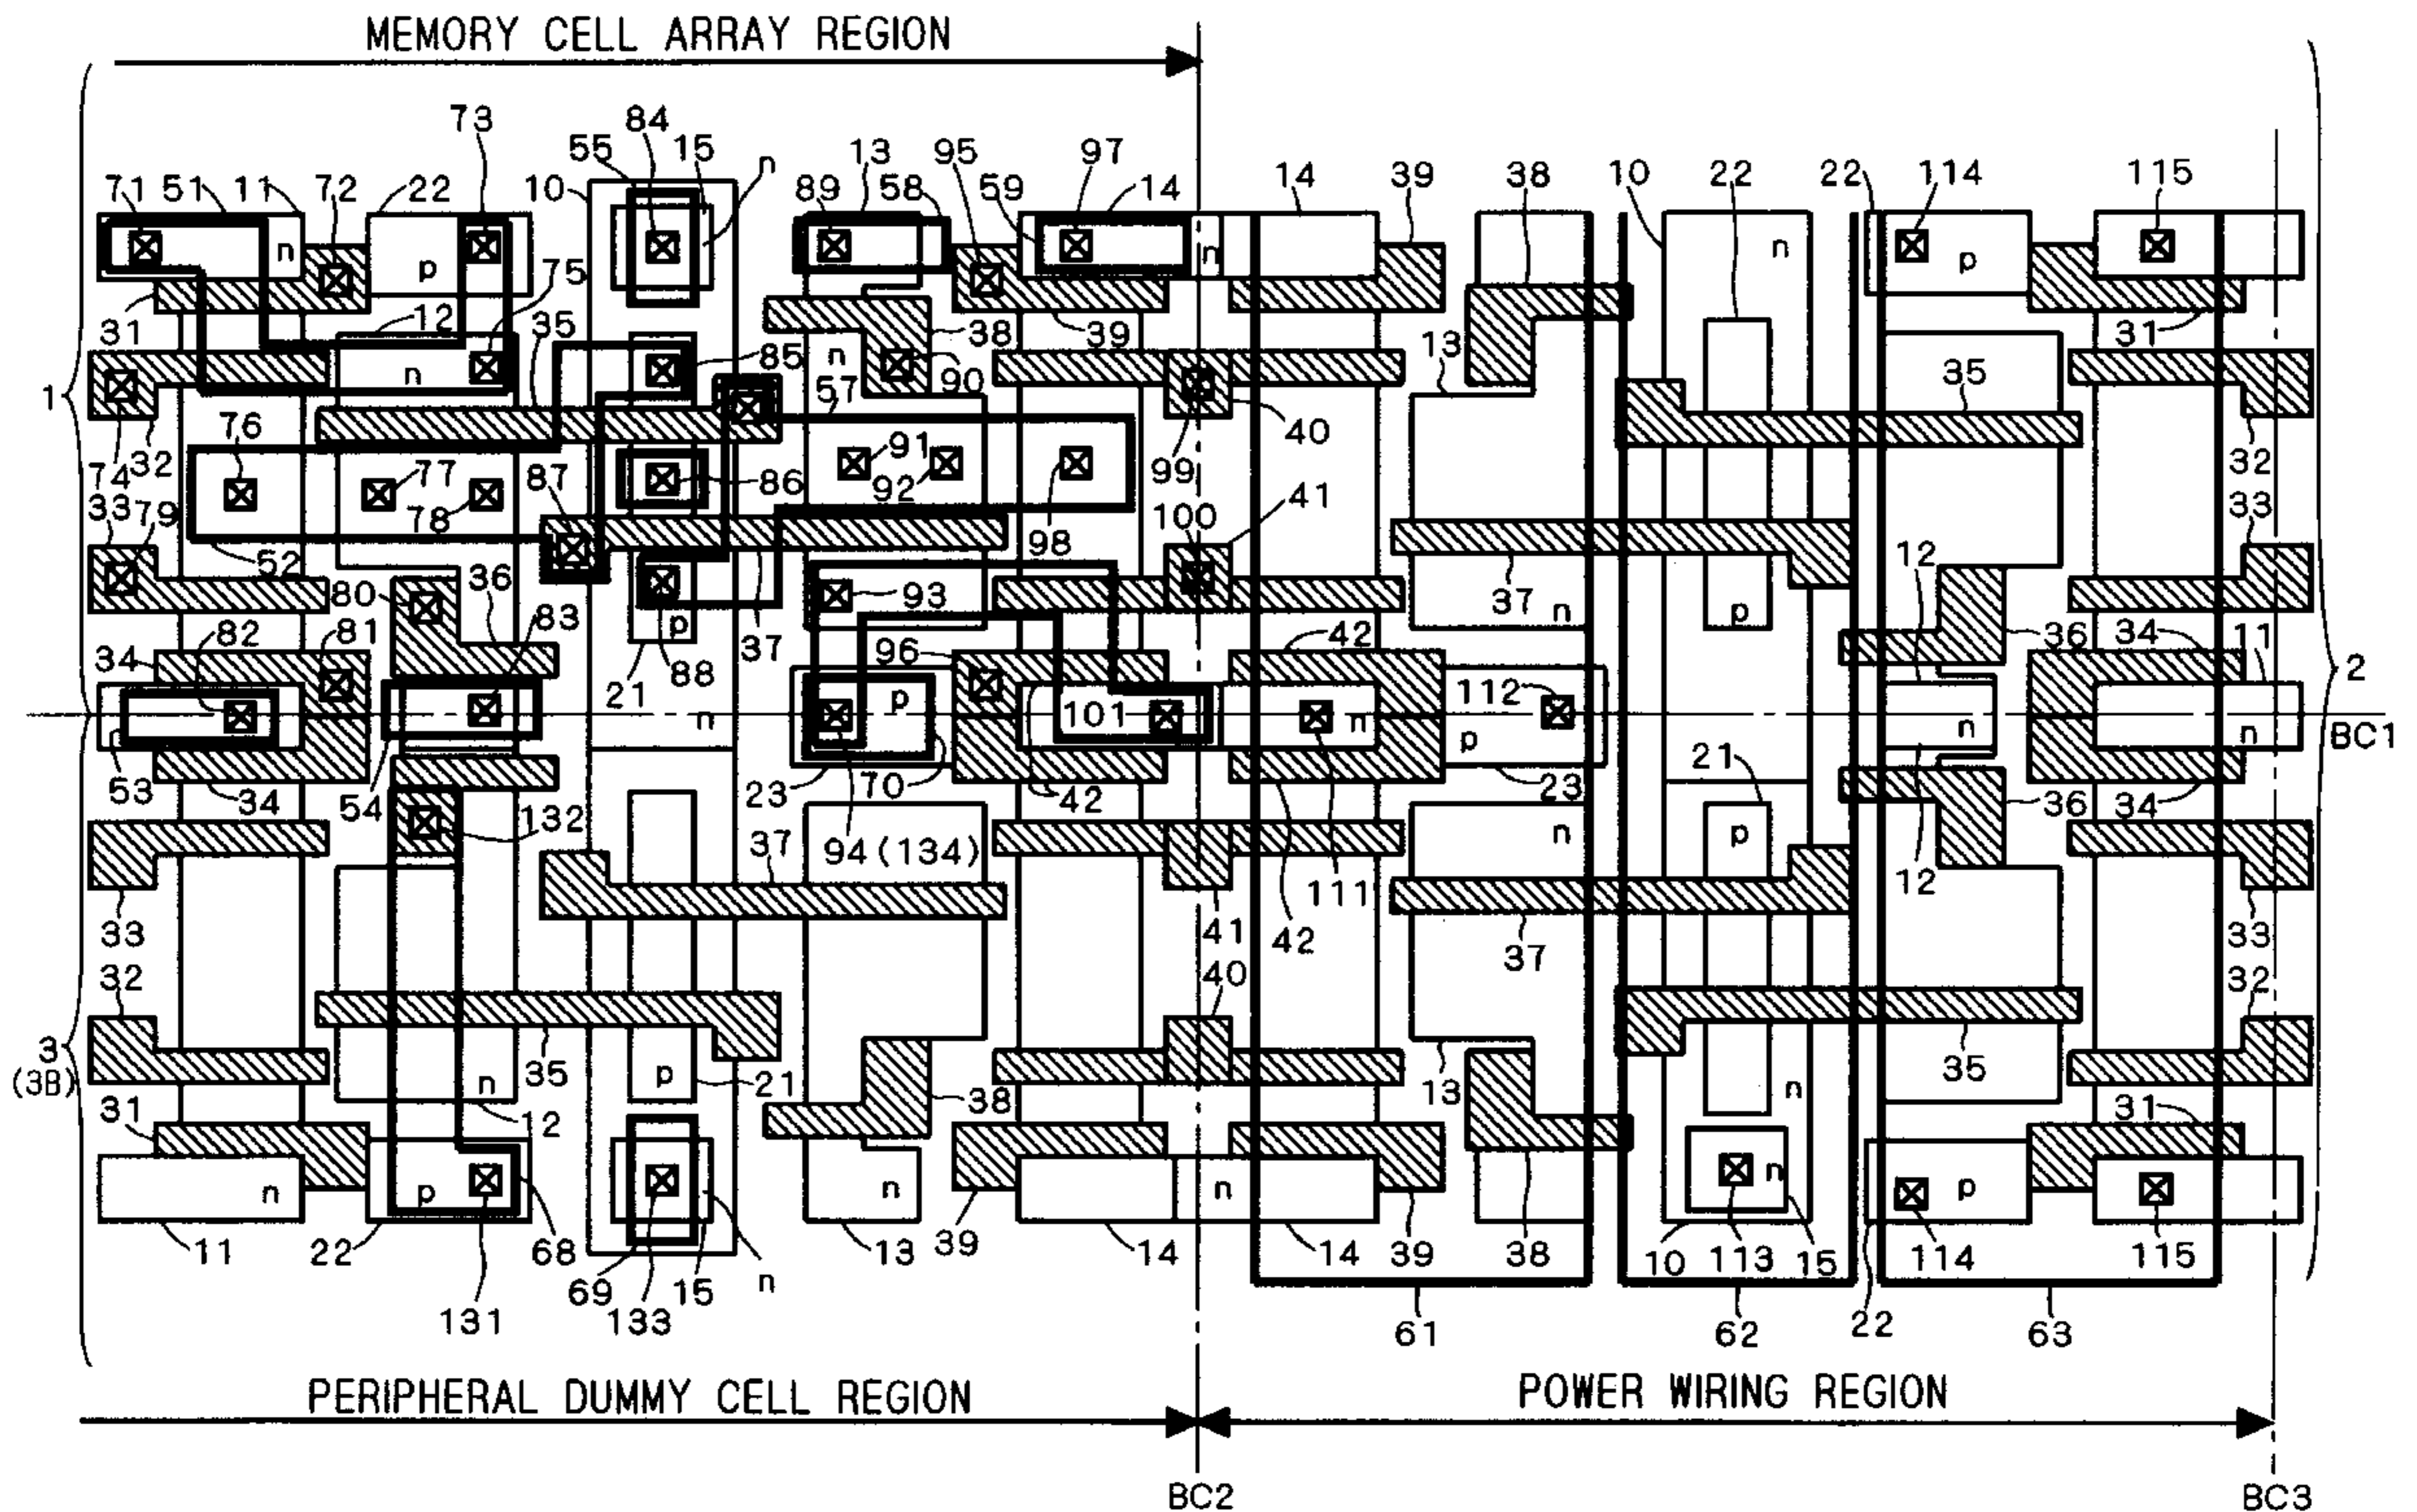 MEMORY CELL ARRAY REGION
73 84 55 15 n 13 95 97
71 51 11 72 22 10 89 58 59 14 14 39 38 10 22 22 114 115
n p n n n p
75
31 12 35 38 39 13 31
n 85 n 90 35
1 57 40
76 91 99 32
74 32 77 87 86 92 41
33 79 78 100 33
98
52 36 12
80 93 37 n p
34 82 81 83 p 37 42 36 34 11
96 112 2
21 88 n p 101 n n n
p BC1
53 34 54 23 70 42 21 23 12 36 34
132 n p
37 94(134)
111 12
33 41 42 37 33
32 40 32
3
(3B) n 35 p 21 13 n 35
31 12 38 31
n p n n n p
11 22 68 13 39 14 14 39 38 10 113 15 114 115
69 15 n
131 133 61 62 22 63
PERIPHERAL DUMMY CELL REGION POWER WIRING REGION
BC2 BC3